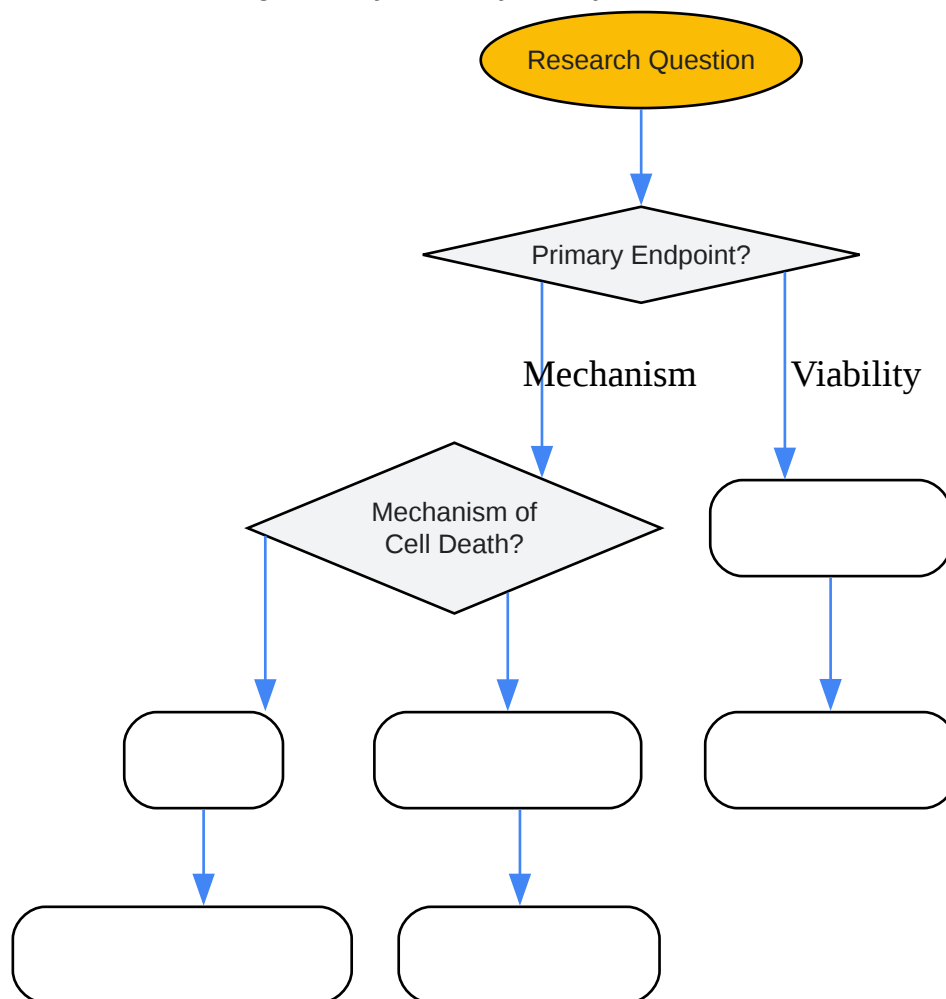 Research Question
Primary Endpoint?
Mechanism
Viability
Mechanism of
Cell Death?